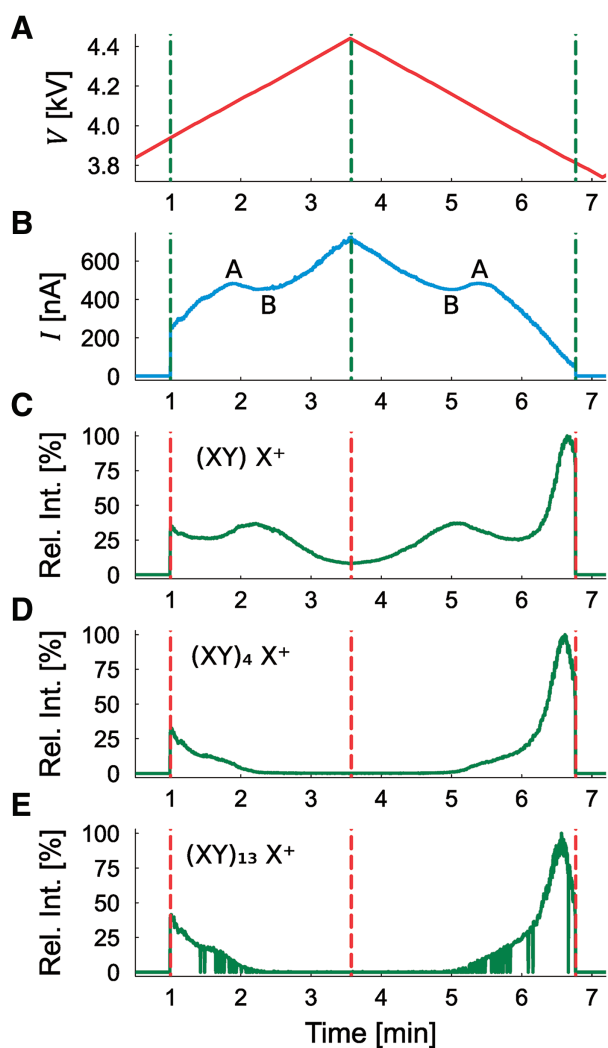 A
V [kV]
4.4
4.2
4.0
3.8
1 2 3 4 5 6 7
B
I [nA]
600
400
200
0
A
B
B
A
1 2 3 4 5 6 7
C
Rel. Int. [%]
100
75
50
25
0
(XY) X⁺
1 2 3 4 5 6 7
D
Rel. Int. [%]
100
75
50
25
0
(XY)₄ X⁺
1 2 3 4 5 6 7
E
Rel. Int. [%]
100
75
50
25
0
(XY)₁₃ X⁺
1 2 3 4 5 6 7
Time [min]